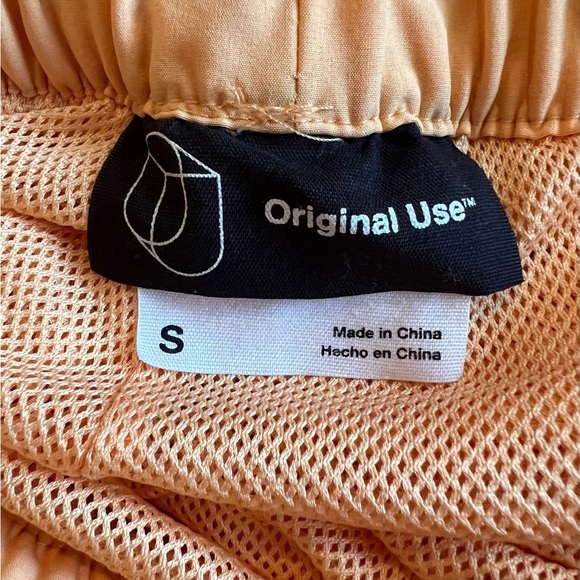 Original Use™
S
Made in China
Hecho en China